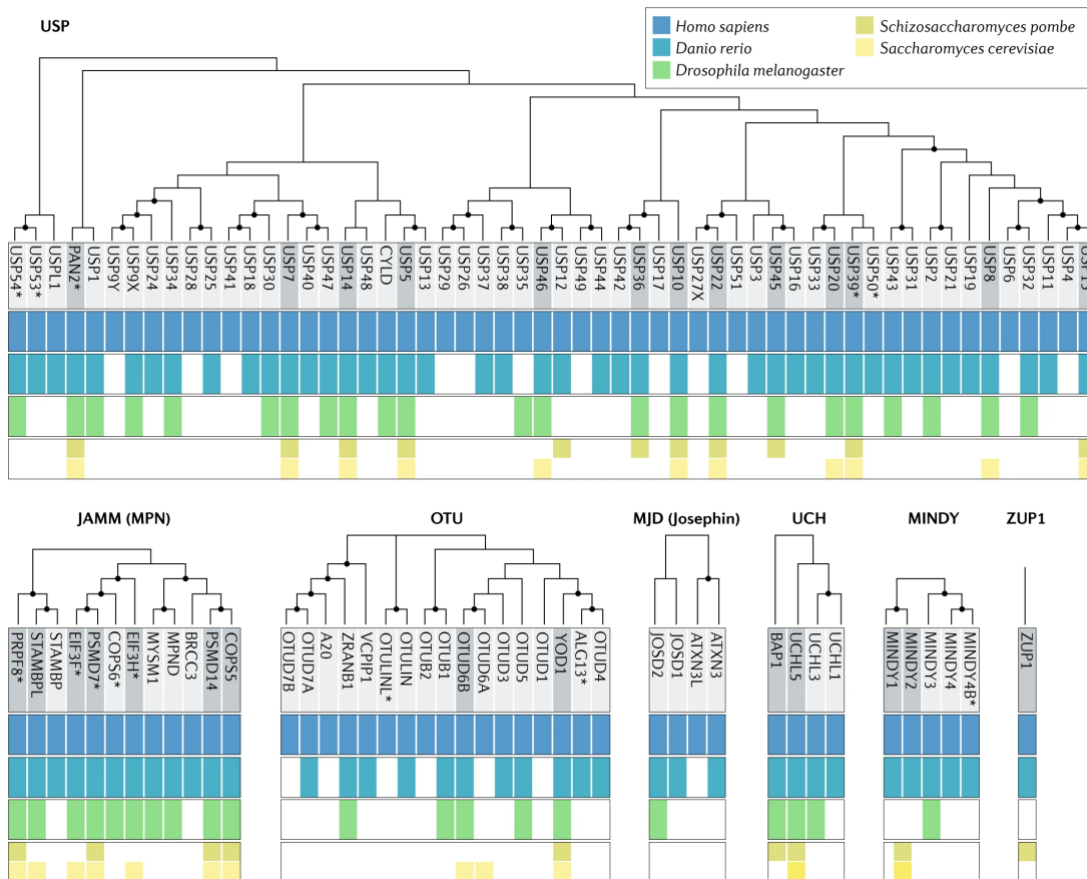 USP
Homo sapiens
Danio rerio
Drosophila melanogaster
Schizosaccharomyces pombe
Saccharomyces cerevisiae
USP54*
USP53*
USPL1
PAN2*
USP1
USP9Y
USP9X
USP24
USP34
USP28
USP25
USP41
USP18
USP30
USP7
USP40
USP47
USP14
USP48
CYLD
USP5
USP13
USP29
USP26
USP37
USP38
USP35
USP46
USP12
USP49
USP44
USP42
USP36
USP17
USP10
USP27X
USP22
USP51
USP3
USP45
USP16
USP33
USP20
USP39*
USP50*
USP43
USP31
USP2
USP21
USP19
USP8
USP6
USP32
USP11
USP4
JAMM (MPN)
PRPF8*
STAMBPL
STAMBP
EIF3F*
PSMD7*
COPS6*
EIF3H*
MYSM1
MPND
BRCC3
PSMD14
COPS5
OTU
OTUD7B
OTUD7A
A20
ZRANB1
VCPIP1
OTULINL*
OTULIN
OTUB2
OTUB1
OTUD6B
OTUD6A
OTUD3
OTUD5
OTUD1
YOD1
ALG13*
OTUD4
MJD (Josephin)
JOSD2
JOSD1
ATXN3L
ATXN3
UCH
BAP1
UCHL5
UCHL3
UCHL1
MINDY
MINDY1
MINDY2
MINDY3
MINDY4
MINDY4B*
ZUP1
ZUP1